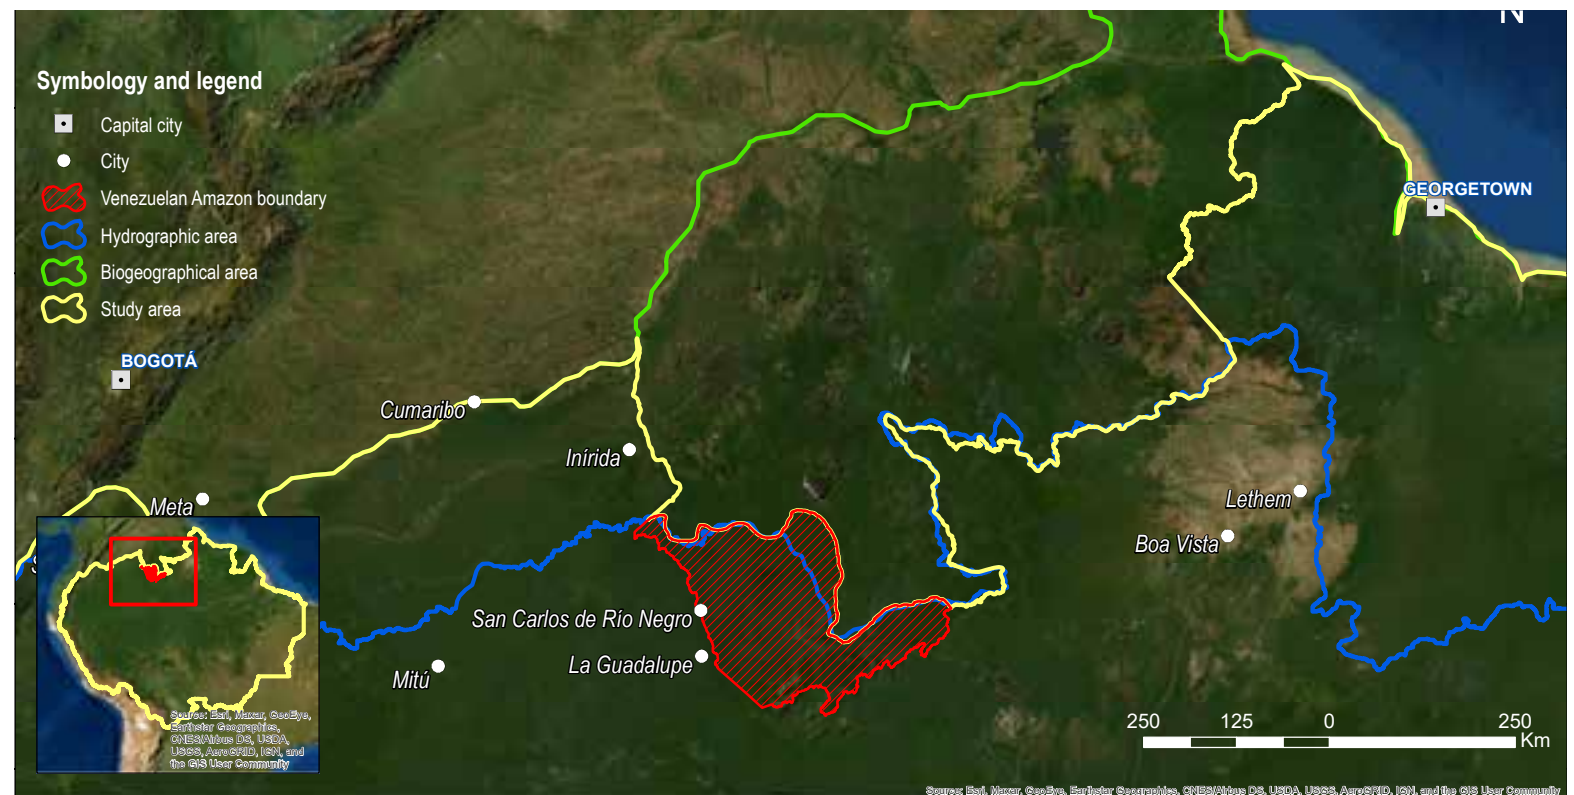 N
Symbology and legend
Capital city
City
Venezuelan Amazon boundary
Hydrographic area
Biogeographical area
Study area
GEORGETOWN
BOGOTÁ
Cumaribo
Inírida
Meta
Lethem
Boa Vista
San Carlos de Río Negro
La Guadalupe
Mitú
Source: Esri, Maxar, GeoEye,
Earthstar Geographics,
CNES/Airbus DS, USDA,
USGS, AeroGRID, IGN, and
the GIS User Community
250 125 0 250
Km
Source: Esri, Maxar, GeoEye, Earthstar Geographics, CNES/Airbus DS, USDA, USGS, AeroGRID, IGN, and the GIS User Community